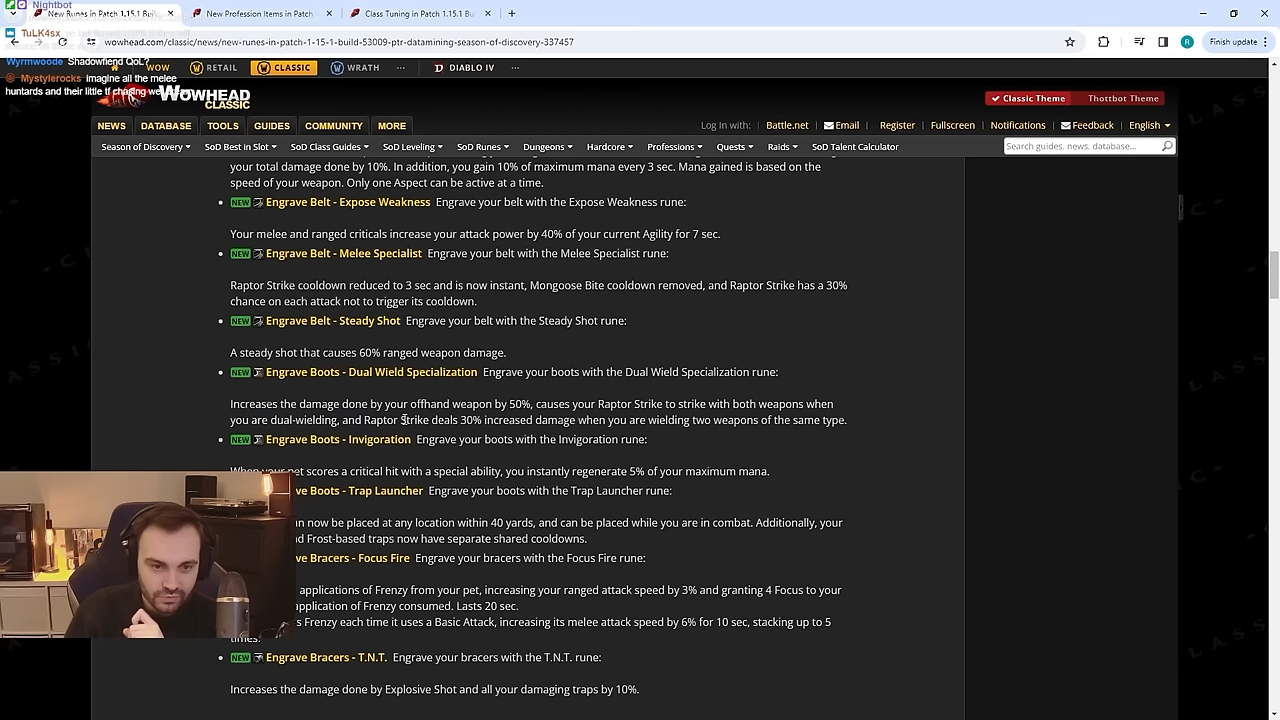 Nightbot
New Runes in Patch 1.15.1 Buil
New Profession Items in Patch
Class Tuning in Patch 1.15.1 Bu
TuLK4sx
wowhead.com/classic/news/new-runes-in-patch-1-15-1-build-53009-ptr-datamining-season-of-discovery-337457
R
Finish update
Wyrmwoode Shadowfiend QoL?
Mystylerocks imagine all the melee
huntards and their little tf chasing
WOW
RETAIL
CLASSIC
WRATH
DIABLO IV
WOWHEAD
CLASSIC
Classic Theme
Thottbot Theme
NEWS
DATABASE
TOOLS
GUIDES
COMMUNITY
MORE
Log In with: Battle.net Email Register Fullscreen Notifications Feedback English
Season of Discovery SoD Best in Slot SoD Class Guides SoD Leveling SoD Runes Dungeons Hardcore Professions Quests Raids SoD Talent Calculator
Search guides, news, database...
your total damage done by 10%. In addition, you gain 10% of maximum mana every 3 sec. Mana gained is based on the
speed of your weapon. Only one Aspect can be active at a time.
NEW Engrave Belt - Expose Weakness Engrave your belt with the Expose Weakness rune:
Your melee and ranged criticals increase your attack power by 40% of your current Agility for 7 sec.
NEW Engrave Belt - Melee Specialist Engrave your belt with the Melee Specialist rune:
Raptor Strike cooldown reduced to 3 sec and is now instant, Mongoose Bite cooldown removed, and Raptor Strike has a 30%
chance on each attack not to trigger its cooldown.
NEW Engrave Belt - Steady Shot Engrave your belt with the Steady Shot rune:
A steady shot that causes 60% ranged weapon damage.
NEW Engrave Boots - Dual Wield Specialization Engrave your boots with the Dual Wield Specialization rune:
Increases the damage done by your offhand weapon by 50%, causes your Raptor Strike to strike with both weapons when
you are dual-wielding, and Raptor Strike deals 30% increased damage when you are wielding two weapons of the same type.
NEW Engrave Boots - Invigoration Engrave your boots with the Invigoration rune:
When your pet scores a critical hit with a special ability, you instantly regenerate 5% of your maximum mana.
ve Boots - Trap Launcher Engrave your boots with the Trap Launcher rune:
n now be placed at any location within 40 yards, and can be placed while you are in combat. Additionally, your
d Frost-based traps now have separate shared cooldowns.
ve Bracers - Focus Fire Engrave your bracers with the Focus Fire rune:
applications of Frenzy from your pet, increasing your ranged attack speed by 3% and granting 4 Focus to your
application of Frenzy consumed. Lasts 20 sec.
s Frenzy each time it uses a Basic Attack, increasing its melee attack speed by 6% for 10 sec, stacking up to 5
times.
NEW Engrave Bracers - T.N.T. Engrave your bracers with the T.N.T. rune:
Increases the damage done by Explosive Shot and all your damaging traps by 10%.